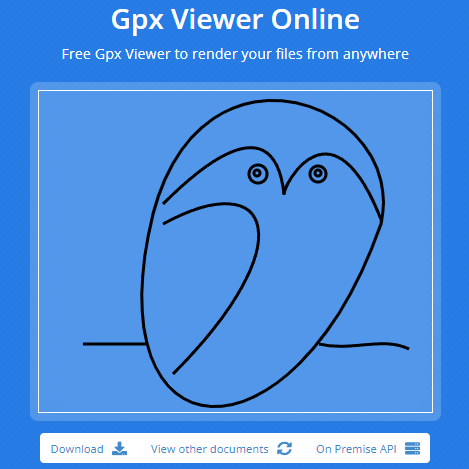 Gpx Viewer Online
Free Gpx Viewer to render your files from anywhere
Download View other documents On Premise API